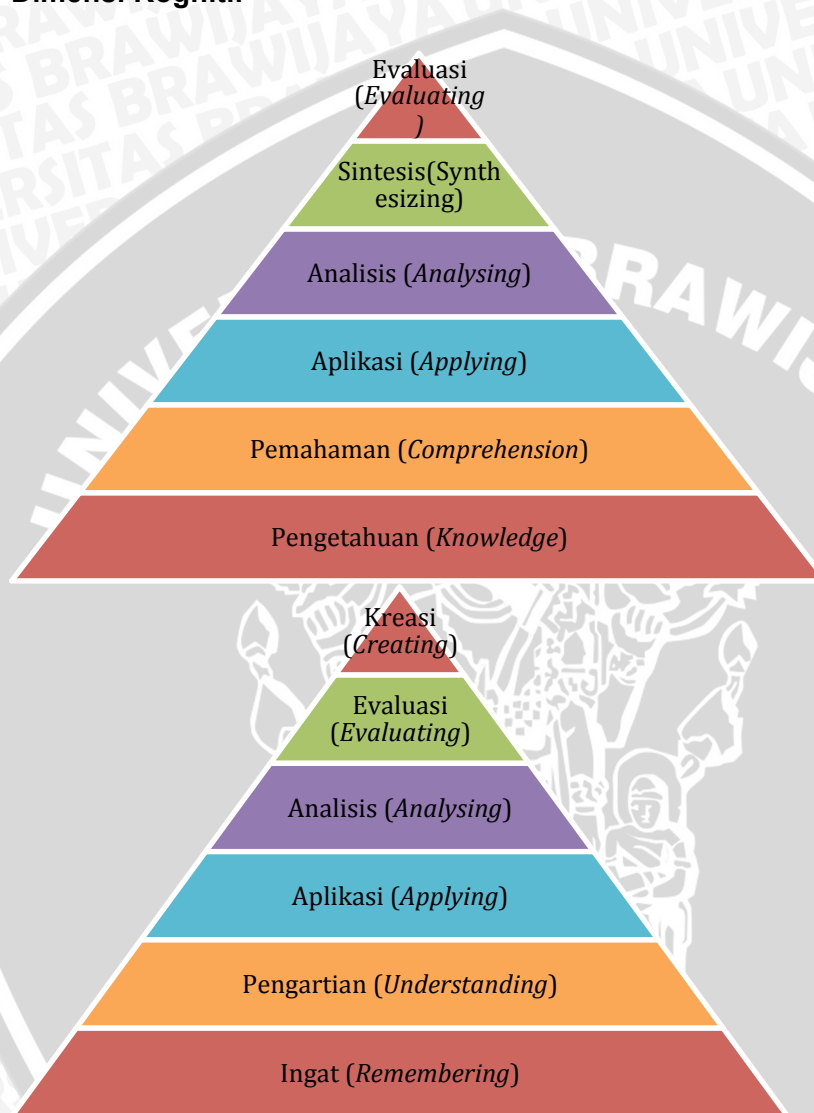 Dimensi Kognitif
Evaluasi
(Evaluating
)
Sintesis(Synth
esizing)
Analisis (Analysing)
Aplikasi (Applying)
Pemahaman (Comprehension)
Pengetahuan (Knowledge)
Kreasi
(Creating)
Evaluasi
(Evaluating)
Analisis (Analysing)
Aplikasi (Applying)
Pengartian (Understanding)
Ingat (Remembering)